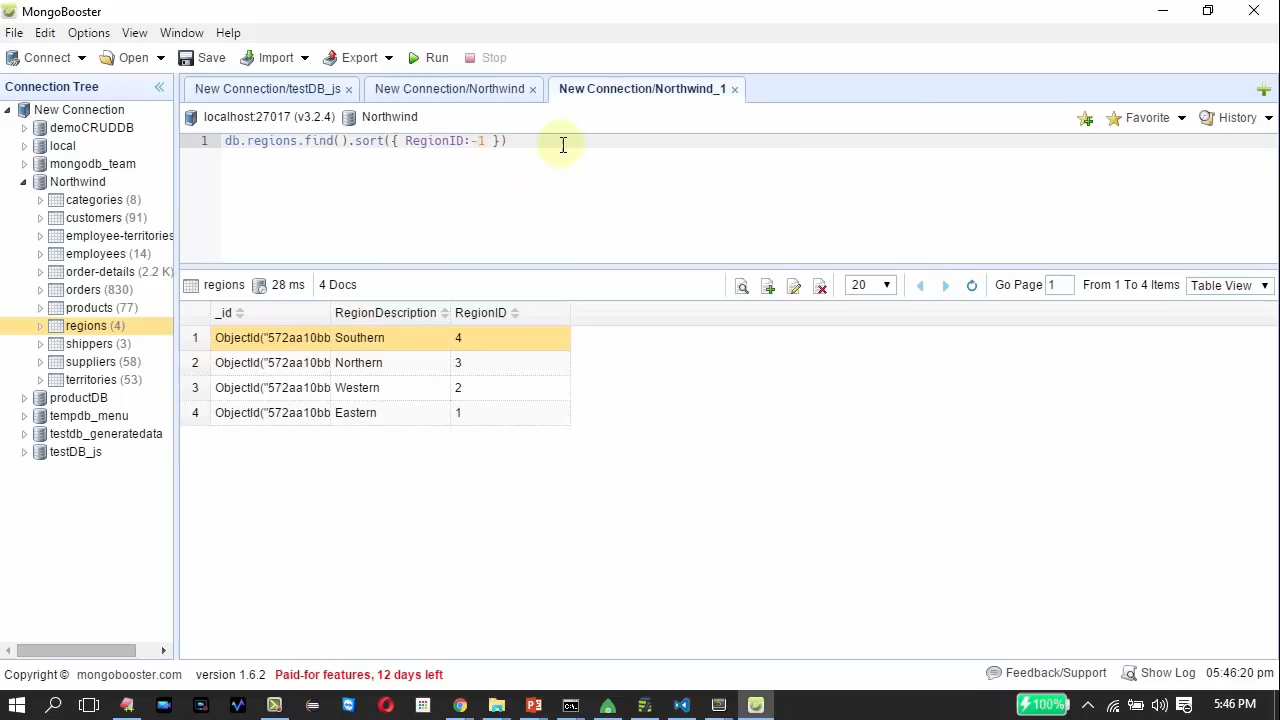 MongoBooster
File Edit Options View Window Help
Connect Open Save Import Export Run Stop
Connection Tree
New Connection
demoCRUDDB
local
mongodb_team
Northwind
categories (8)
customers (91)
employee-territories
employees (14)
order-details (2.2 K)
orders (830)
products (77)
regions (4)
shippers (3)
suppliers (58)
territories (53)
productDB
tempdb_menu
testdb_generatedata
testDB_js
New Connection/testDB_js × New Connection/Northwind × New Connection/Northwind_1 ×
localhost:27017 (v3.2.4) Northwind Favorite History
1 db.regions.find().sort({ RegionID:-1 })
regions 28 ms 4 Docs 20 Go Page 1 From 1 To 4 Items Table View
_id RegionDescription RegionID
1 ObjectId("572aa10bb Southern 4
2 ObjectId("572aa10bb Northern 3
3 ObjectId("572aa10bb Western 2
4 ObjectId("572aa10bb Eastern 1
Copyright © mongobooster.com version 1.6.2 Paid-for features, 12 days left Feedback/Support Show Log 05:46:20 pm
100% 5:46 PM